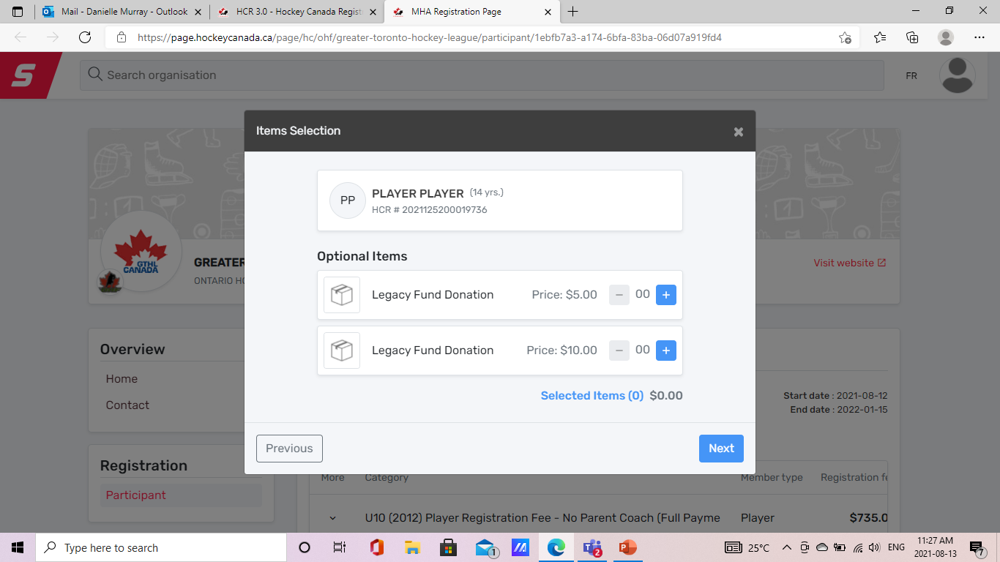 Mail - Danielle Murray - Outlook
HCR 3.0 - Hockey Canada Regist
MHA Registration Page
https://page.hockeycanada.ca/page/hc/ohf/greater-toronto-hockey-league/participant/1ebfb7a3-a174-6bfa-83ba-06d07a919fd4
S
Search organisation
FR
Items Selection
PP
PLAYER PLAYER (14 yrs.)
HCR # 2021125200019736
Optional Items
Legacy Fund Donation Price: $5.00 − 00 +
Legacy Fund Donation Price: $10.00 − 00 +
Selected Items (0) $0.00
Previous
Next
GTHL
CANADA
GREATER
ONTARIO HO
Visit website
Overview
Home
Contact
Registration
Participant
Start date : 2021-08-12
End date : 2022-01-15
More Category Member type Registration fe
U10 (2012) Player Registration Fee - No Parent Coach (Full Payme Player $735.0
Type here to search
1
2
25°C
ENG
11:27 AM
2021-08-13
7